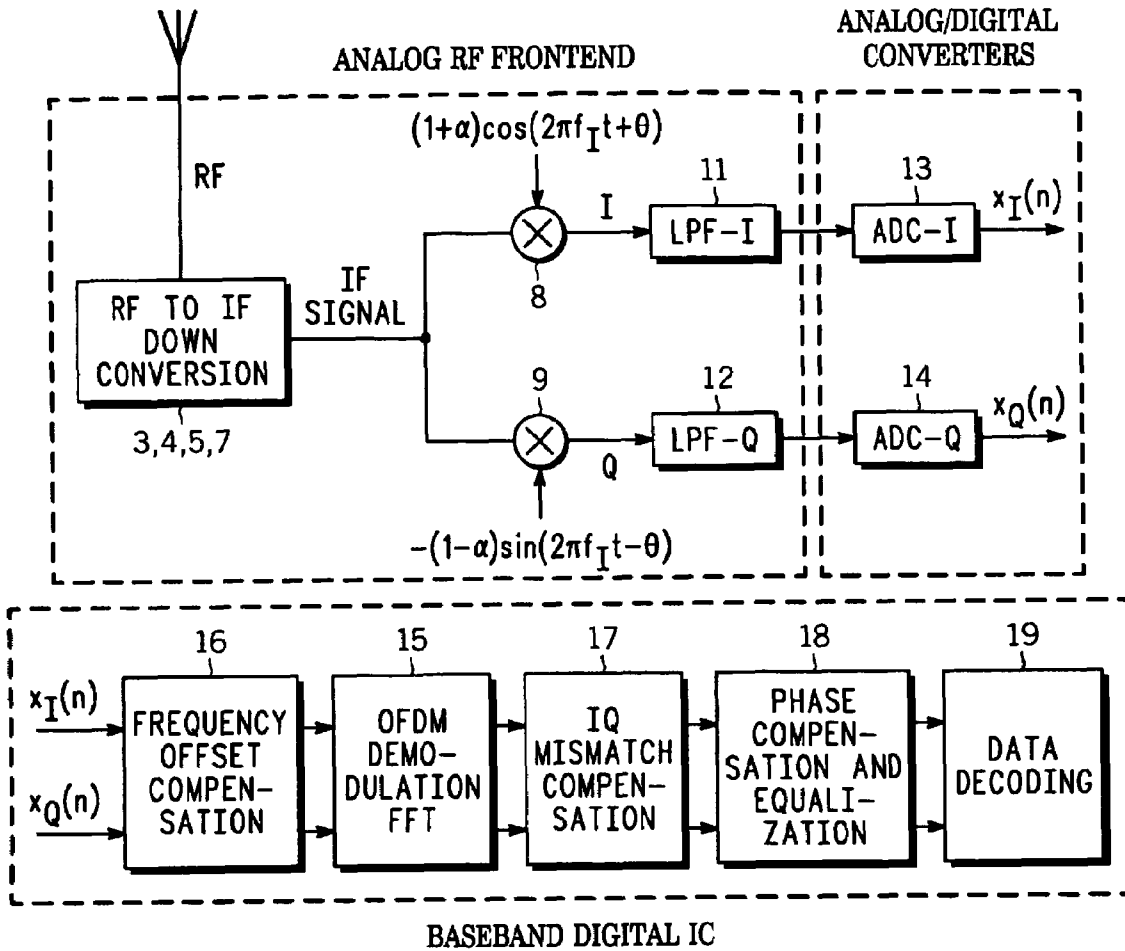 ANALOG RF FRONTEND
ANALOG/DIGITAL
CONVERTERS
(1+α)cos(2πf_I t+θ)
RF
I
11
13
x_I(n)
LPF-I
ADC-I
8
IF
SIGNAL
RF TO IF
DOWN
CONVERSION
3,4,5,7
9
12
14
x_Q(n)
LPF-Q
ADC-Q
Q
-(1-α)sin(2πf_I t-θ)
16
15
17
18
19
x_I(n)
x_Q(n)
FREQUENCY
OFFSET
COMPEN-
SATION
OFDM
DEMO-
DULATION
FFT
IQ
MISMATCH
COMPEN-
SATION
PHASE
COMPEN-
SATION AND
EQUALI-
ZATION
DATA
DECODING
BASEBAND DIGITAL IC